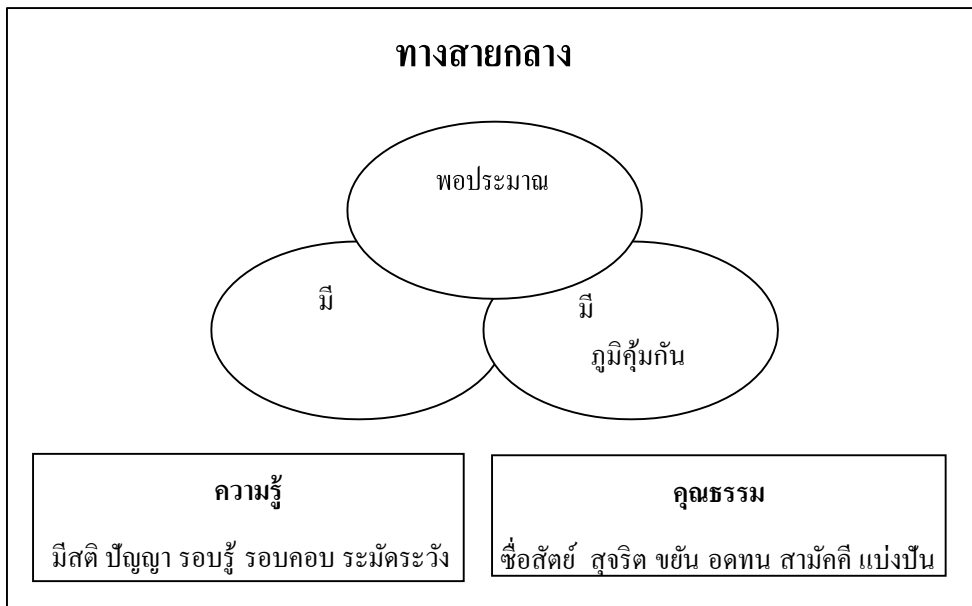 ทางสายกลาง
พอประมาณ
มี
มี
ภูมิคุ้มกัน
ความรู้
มีสติ ปัญญา รอบรู้ รอบคอบ ระมัดระวัง
คุณธรรม
ซื่อสัตย์ สุจริต ขยัน อดทน สามัคคี แบ่งปัน